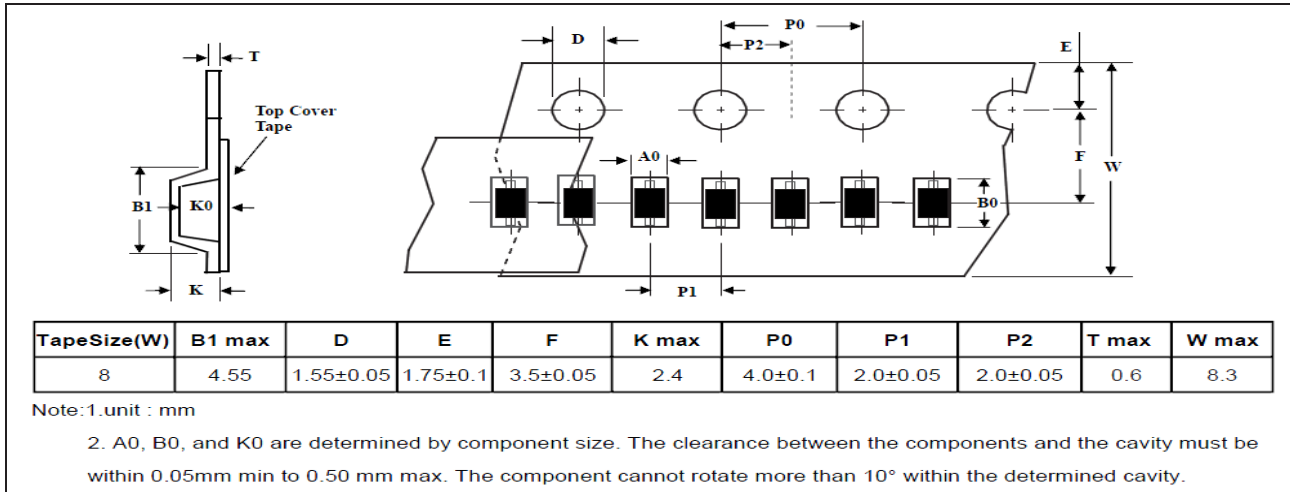 P0
D
P2
E
T
Top Cover
Tape
A0
F
W
B1
K0
B0
K
P1
TapeSize(W) B1 max D E F K max P0 P1 P2 T max W max
8 4.55 1.55±0.05 1.75±0.1 3.5±0.05 2.4 4.0±0.1 2.0±0.05 2.0±0.05 0.6 8.3
Note:1.unit : mm
2. A0, B0, and K0 are determined by component size. The clearance between the components and the cavity must be
within 0.05mm min to 0.50 mm max. The component cannot rotate more than 10° within the determined cavity.